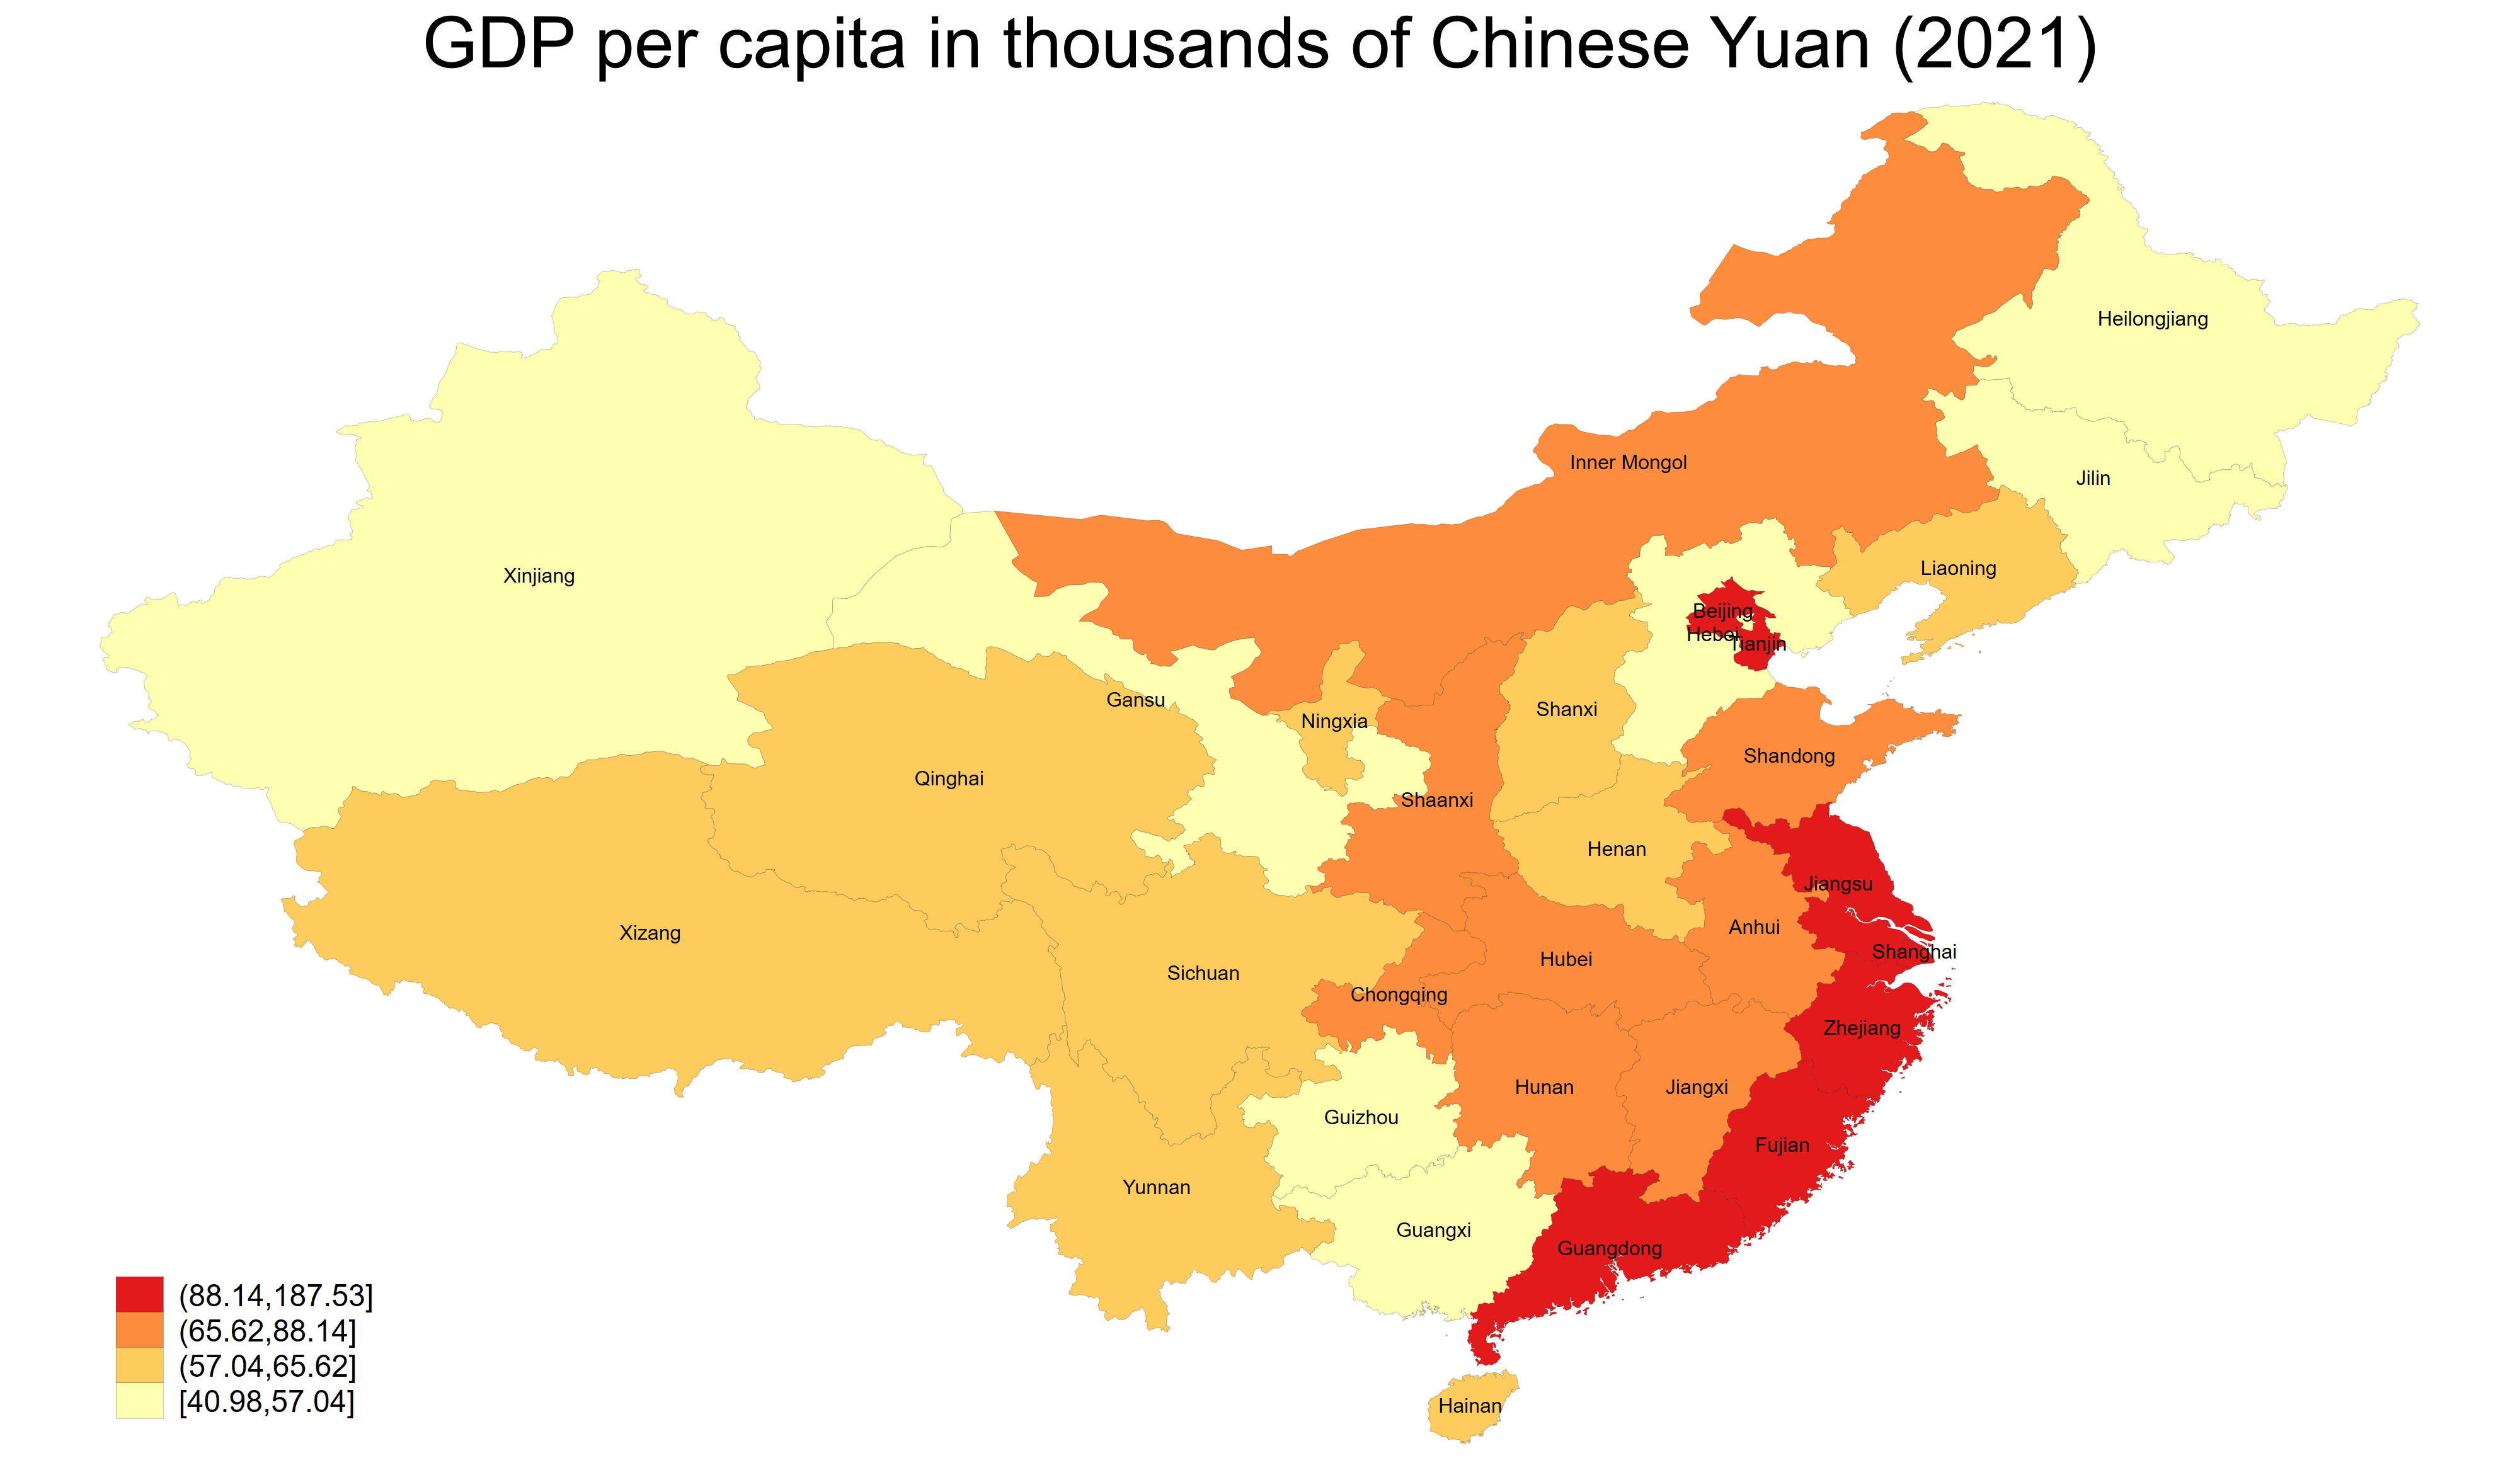 GDP per capita in thousands of Chinese Yuan (2021)
Heilongjiang
Inner Mongol
Jilin
Liaoning
Xinjiang
Beijing
Hebei
Tianjin
Gansu
Shanxi
Ningxia
Shandong
Qinghai
Shaanxi
Henan
Jiangsu
Anhui
Xizang
Shanghai
Hubei
Sichuan
Chongqing
Zhejiang
Hunan
Jiangxi
Guizhou
Fujian
Yunnan
Guangxi
Guangdong
(88.14,187.53]
(65.62,88.14]
(57.04,65.62]
[40.98,57.04]
Hainan